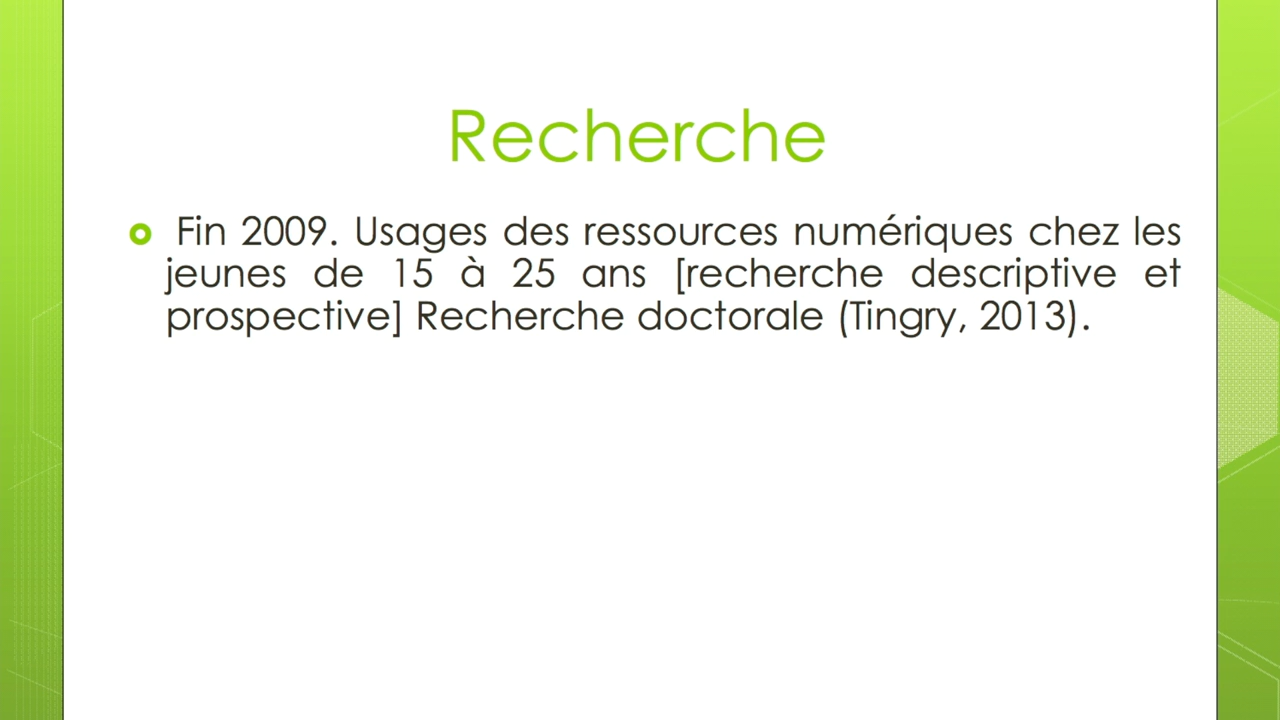 Recherche
Fin 2009. Usages des ressources numériques chez les
jeunes de 15 à 25 ans [recherche descriptive et
prospective] Recherche doctorale (Tingry, 2013).